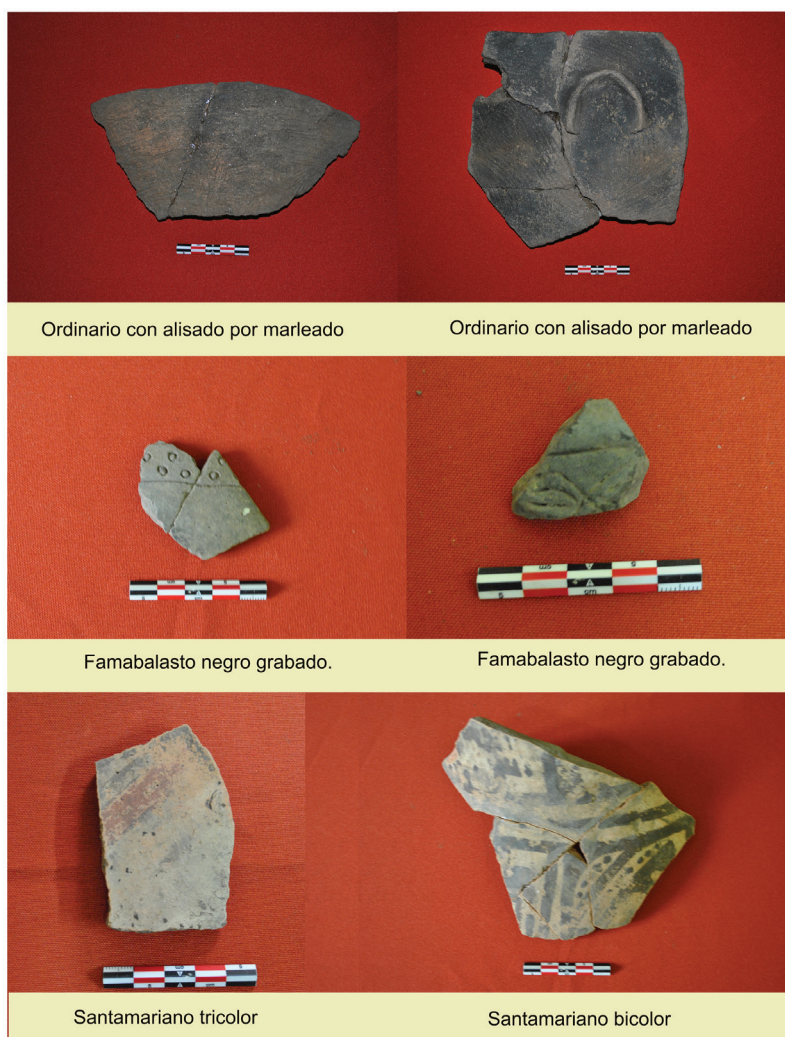 Ordinario con alisado por marleado
Ordinario con alisado por marleado
Famabalasto negro grabado.
Famabalasto negro grabado.
Santamariano tricolor
Santamariano bicolor